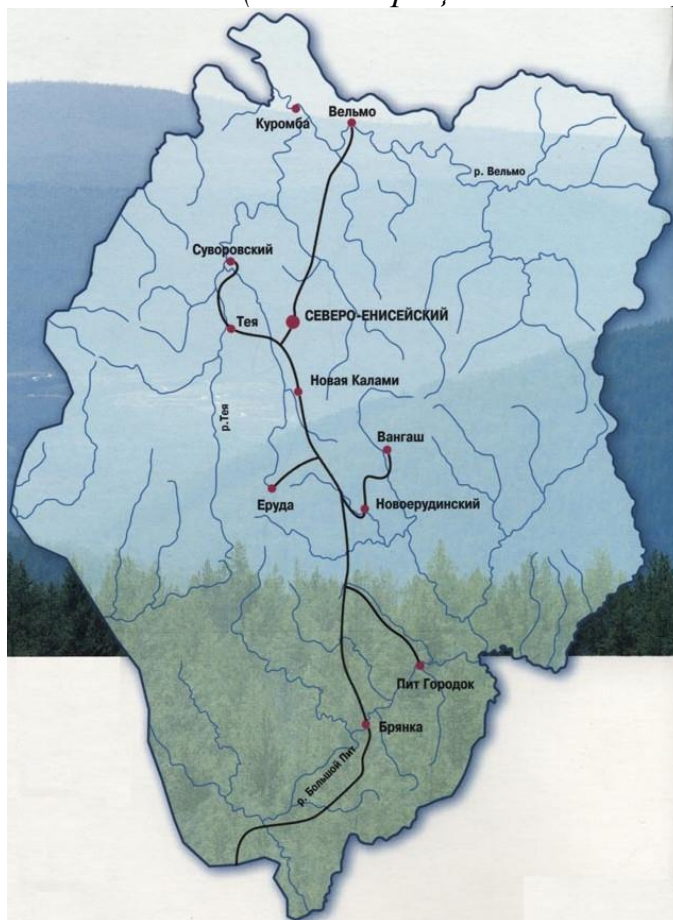 Куромба
Вельмо
р. Вельмо
Суворовский
Тея
СЕВЕРО-ЕНИСЕЙСКИЙ
Новая Калами
р.Тея
Вангаш
Еруда
Новоерудинский
Пит Городок
Брянка
р. Большой Пит